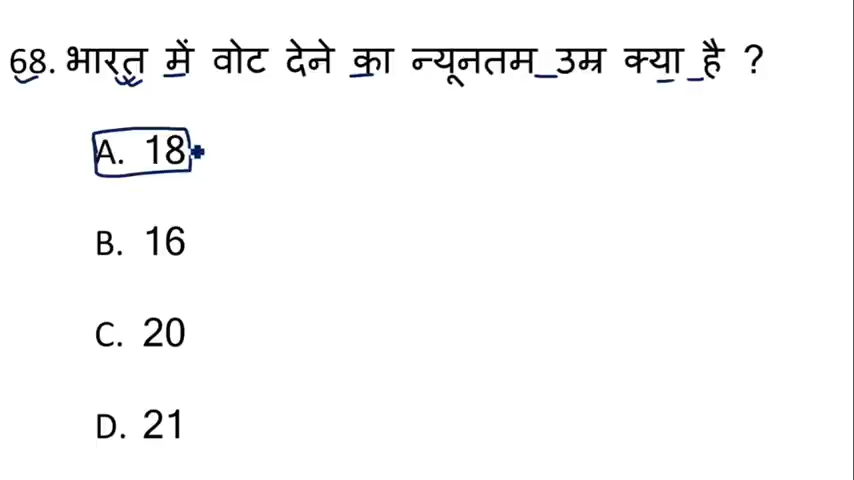 68. भारत में वोट देने का न्यूनतम उम्र क्या है ?
A. 18
B. 16
C. 20
D. 21